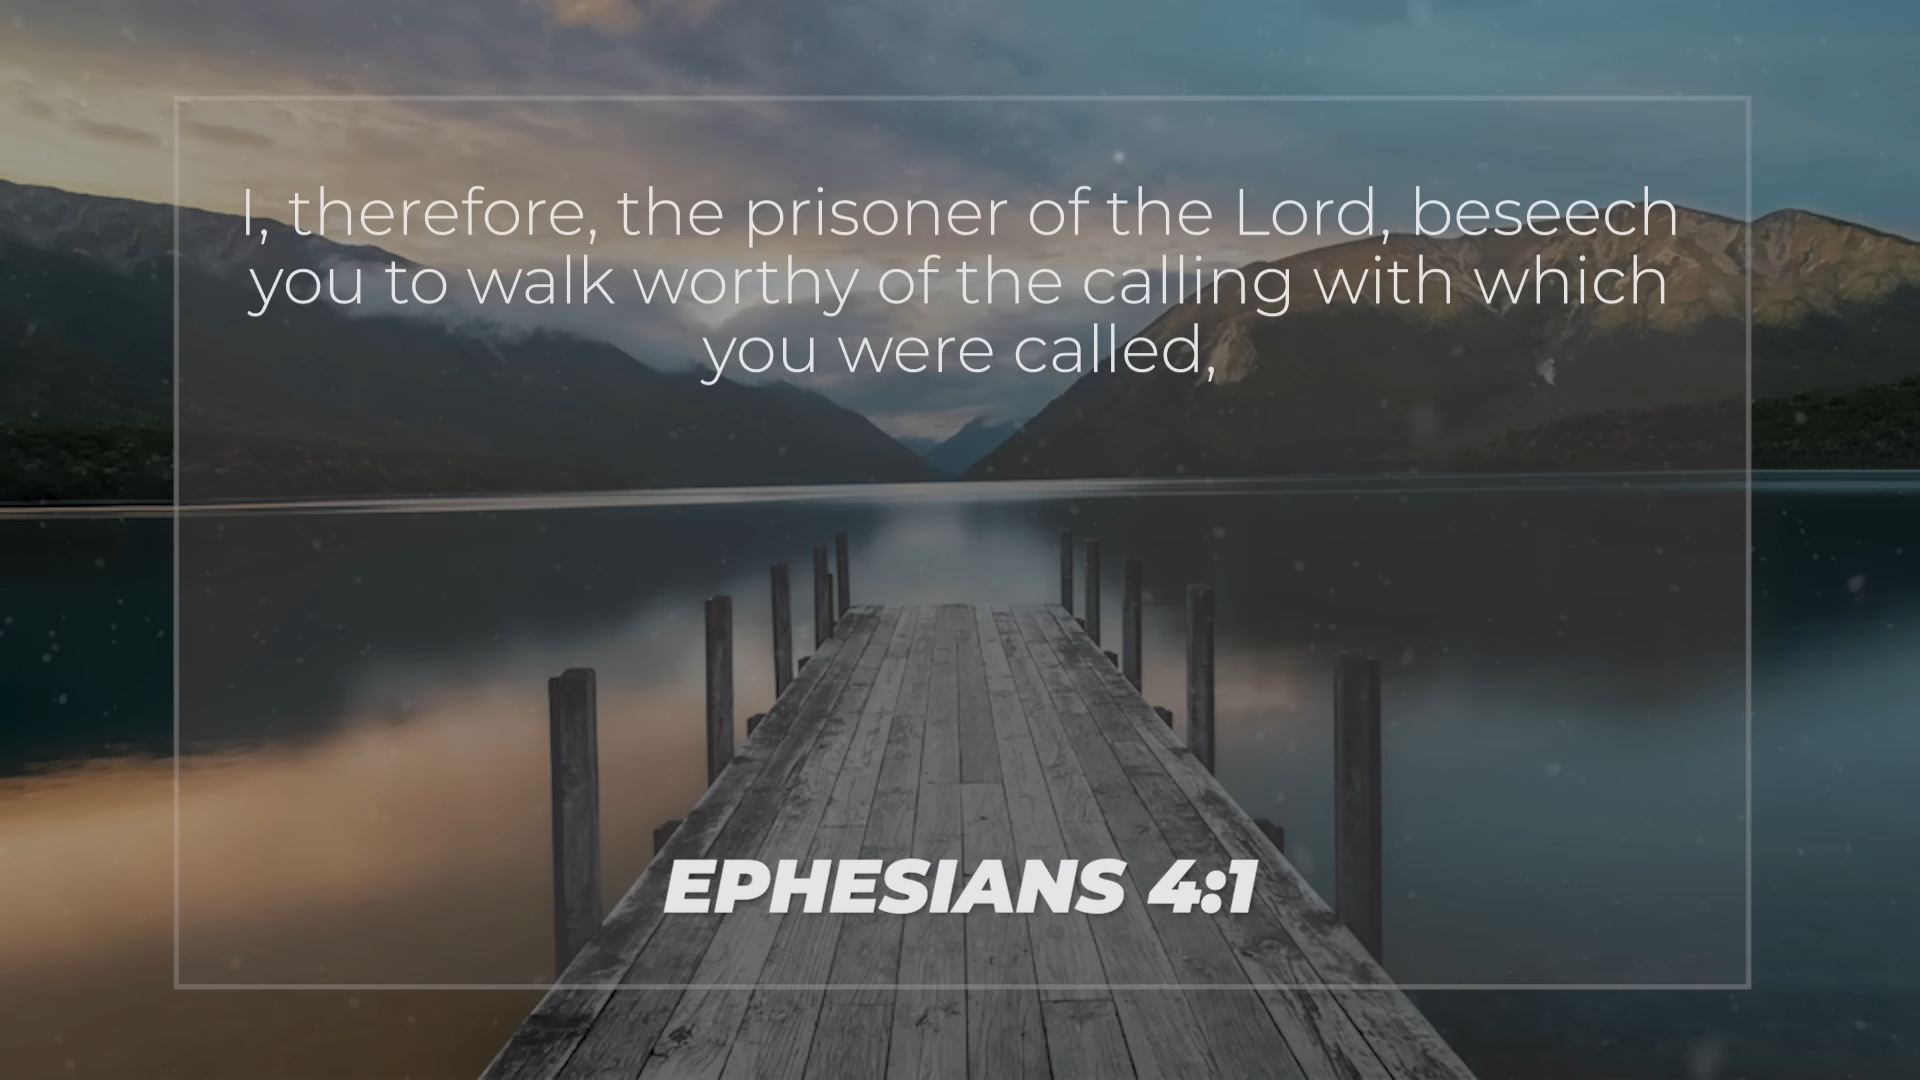 I, therefore, the prisoner of the Lord, beseech
you to walk worthy of the calling with which
you were called,
EPHESIANS 4:1